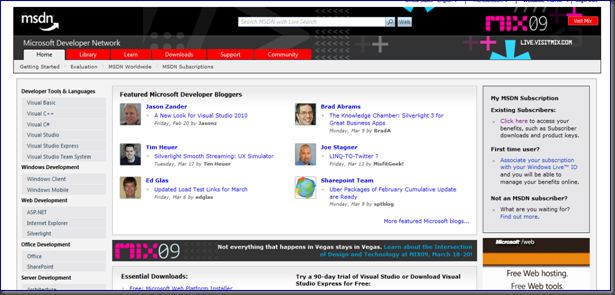 msdn
Search MSDN with Live Search
Web
MIX09
LIVE.VISITMIX.COM
Visit Mix
Microsoft Developer Network
Home
Library
Learn
Downloads
Support
Community
Getting Started
Evaluation
MSDN Worldwide
MSDN Subscriptions
Developer Tools & Languages
Visual Basic
Visual C++
Visual C#
Visual Studio
Visual Studio Express
Visual Studio Team System
Windows Development
Windows Client
Windows Mobile
Web Development
ASP.NET
Internet Explorer
Silverlight
Office Development
Office
SharePoint
Server Development
Architecture
Featured Microsoft Developer Bloggers
Jason Zander
A New Look for Visual Studio 2010
Friday, Feb 20 by Jasonz
Brad Abrams
The Knowledge Chamber: Silverlight 3 for
Great Business Apps
Monday, Mar 9 by BradA
Tim Heuer
Silverlight Smooth Streaming: UX Simulator
Tuesday, Mar 17 by Tim Heuer
Joe Stagner
LINQ-TO-Twitter ?
Friday, Mar 13 by MisfitGeek!
Ed Glas
Updated Load Test Links for March
Friday, Mar 6 by edglas
Sharepoint Team
Uber Packages of February Cumulative Update
are Ready
Monday, Mar 9 by sptblog
More featured Microsoft blogs...
MIX09
Not everything that happens in Vegas stays in Vegas. Learn about the Intersection
of Design and Technology at MIX09, March 18-20!
Essential Downloads:
Free: Microsoft Web Platform Installer
Try a 90-day trial of Visual Studio or Download Visual
Studio Express for Free:
My MSDN Subscription
Existing Subscribers:
Click here to access your
benefits, such as Subscriber
downloads and product keys.
First time user?
Associate your subscription
with your Windows Live™ ID
and you will be able to
manage your benefits online.
Not an MSDN subscriber?
What are you waiting for?
Find out more.
Microsoft /web
Free Web hosting.
Free Web tools.